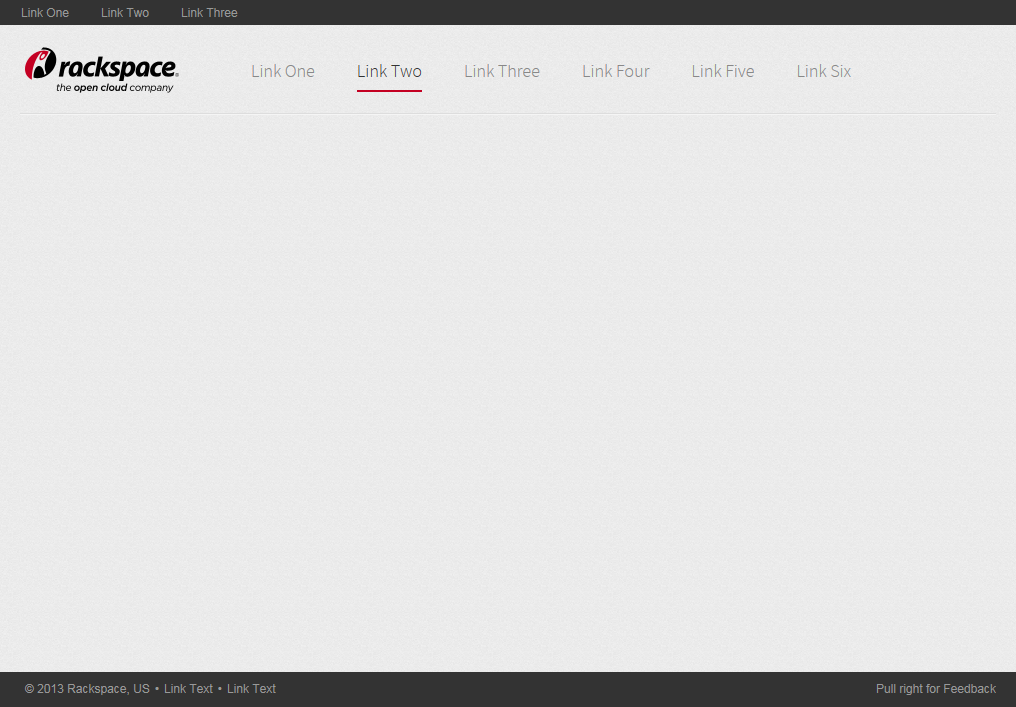 Link One Link Two Link Three
rackspace®
the open cloud company
Link One Link Two Link Three Link Four Link Five Link Six
© 2013 Rackspace, US • Link Text • Link Text Pull right for Feedback